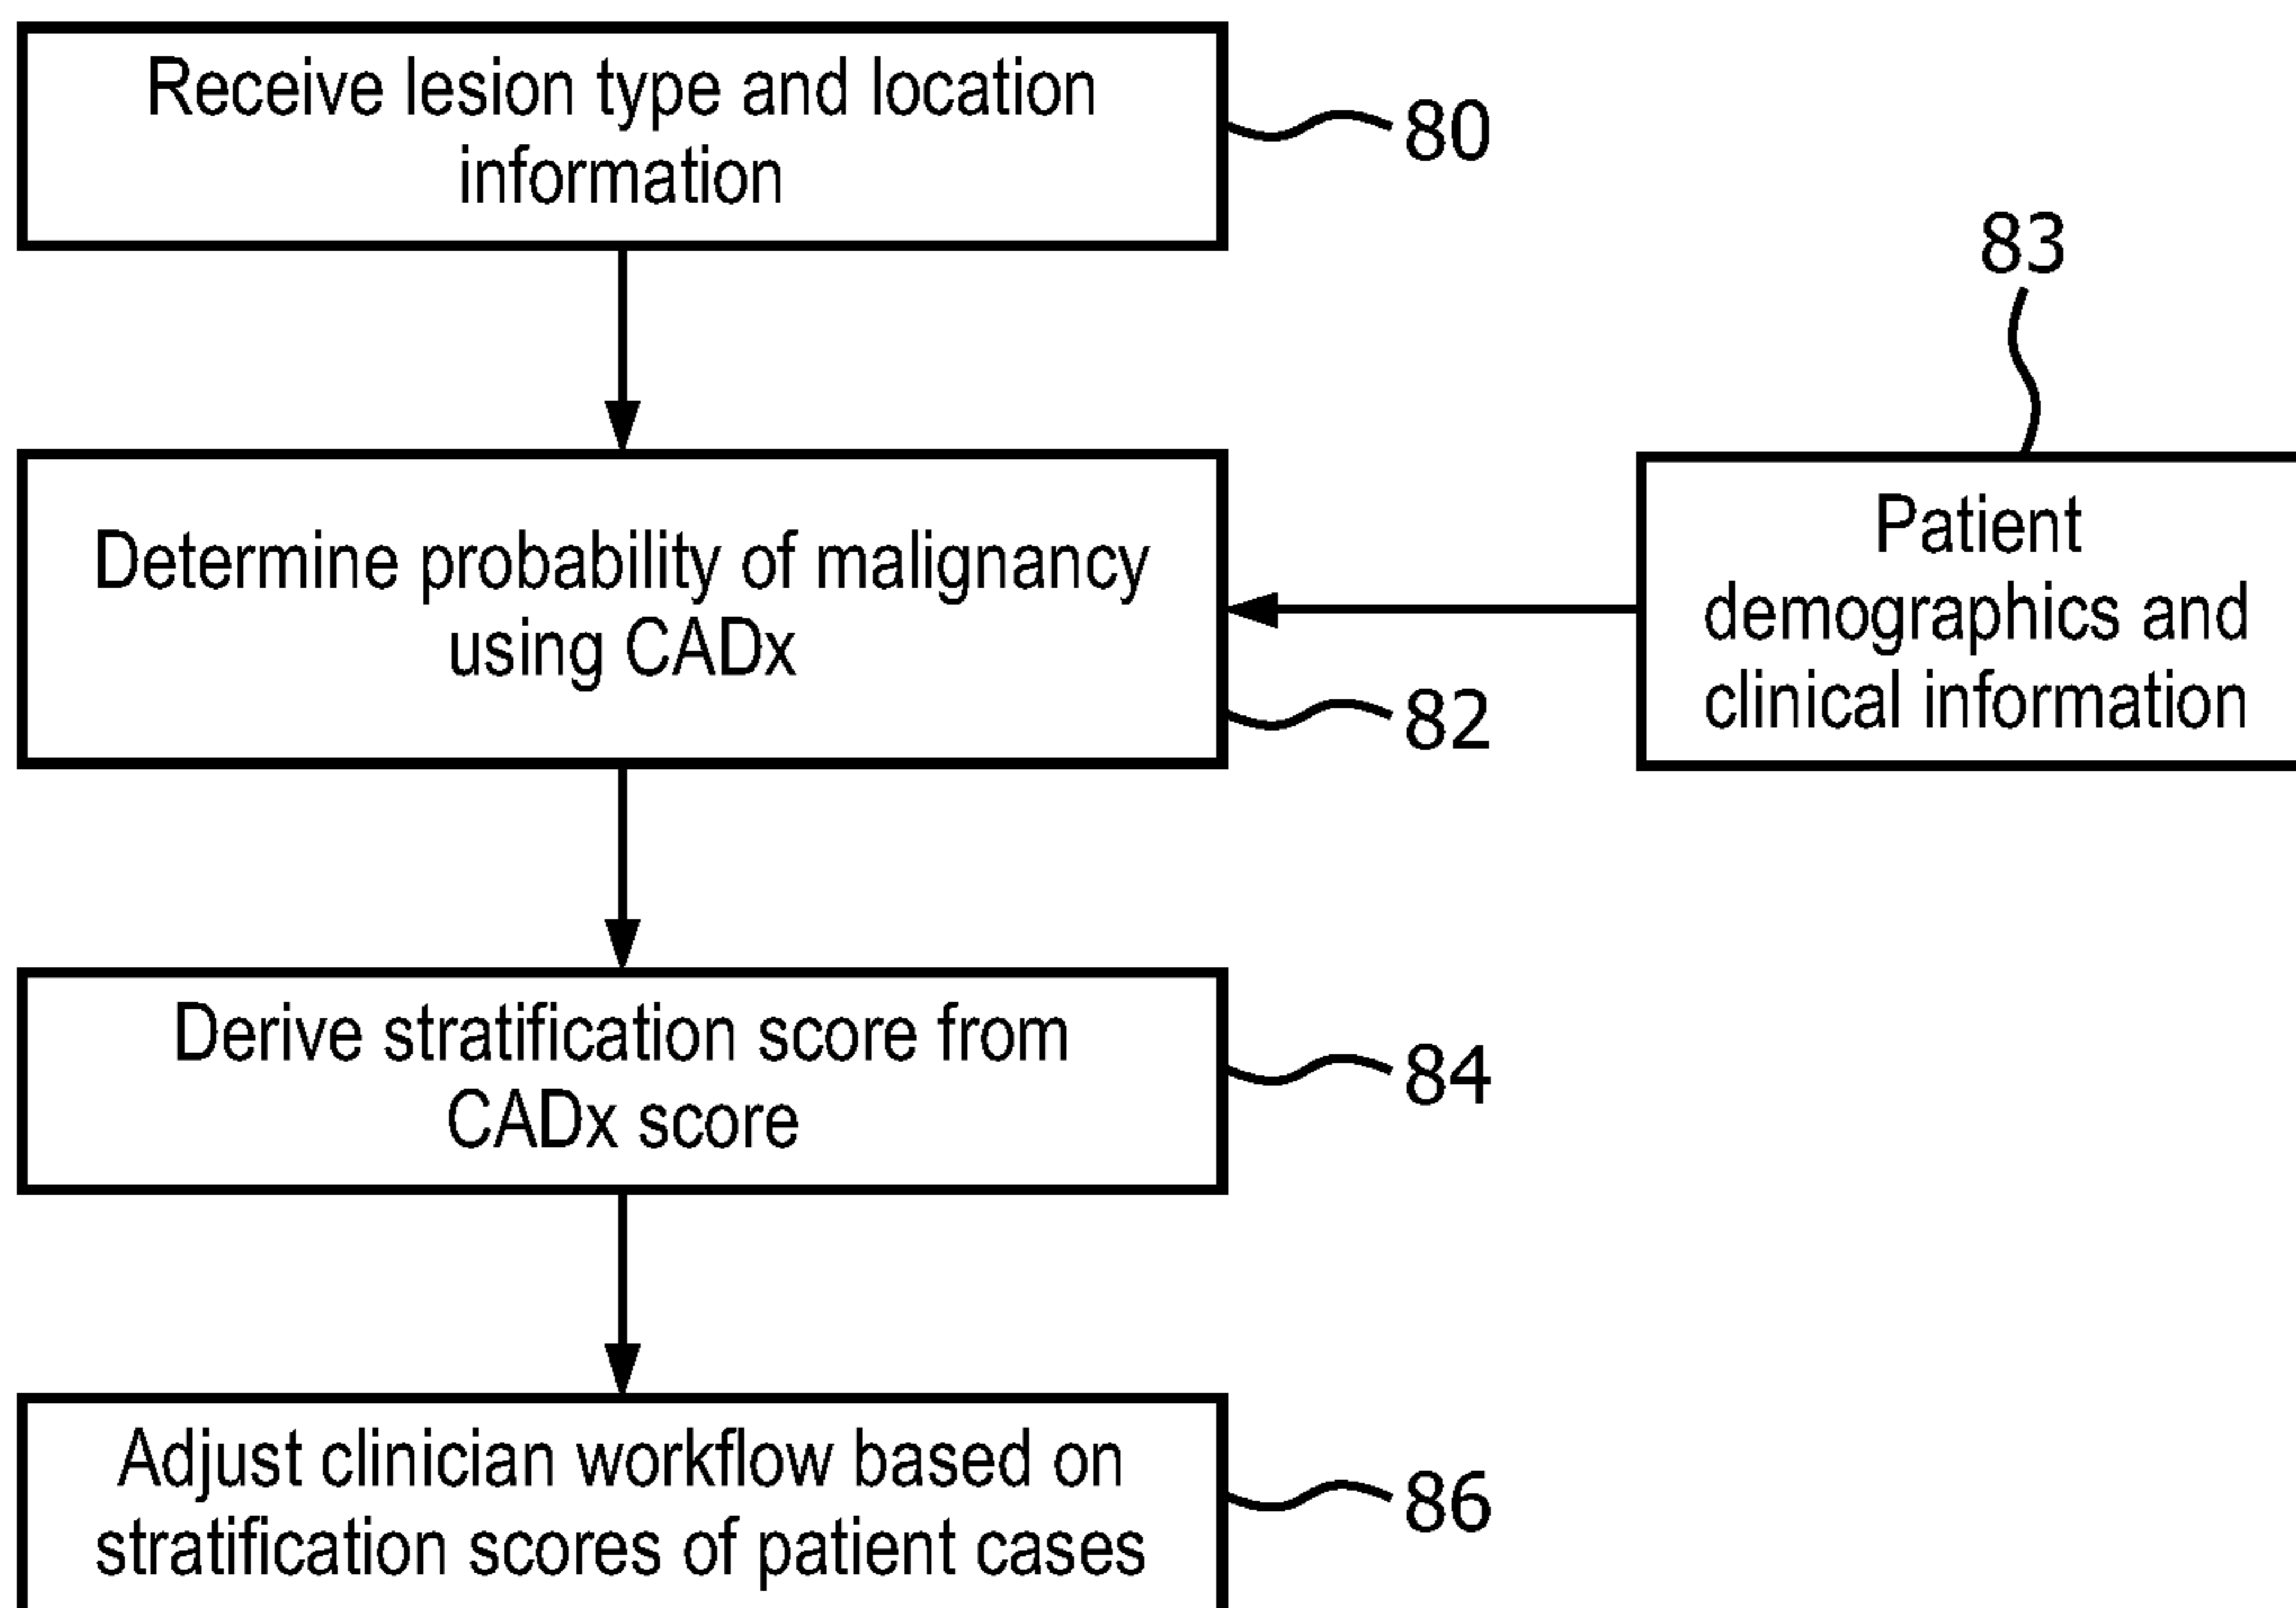 Receive lesion type and location
information
80
83
Determine probability of malignancy
using CADx
82
Patient
demographics and
clinical information
Derive stratification score from
CADx score
84
Adjust clinician workflow based on
stratification scores of patient cases
86